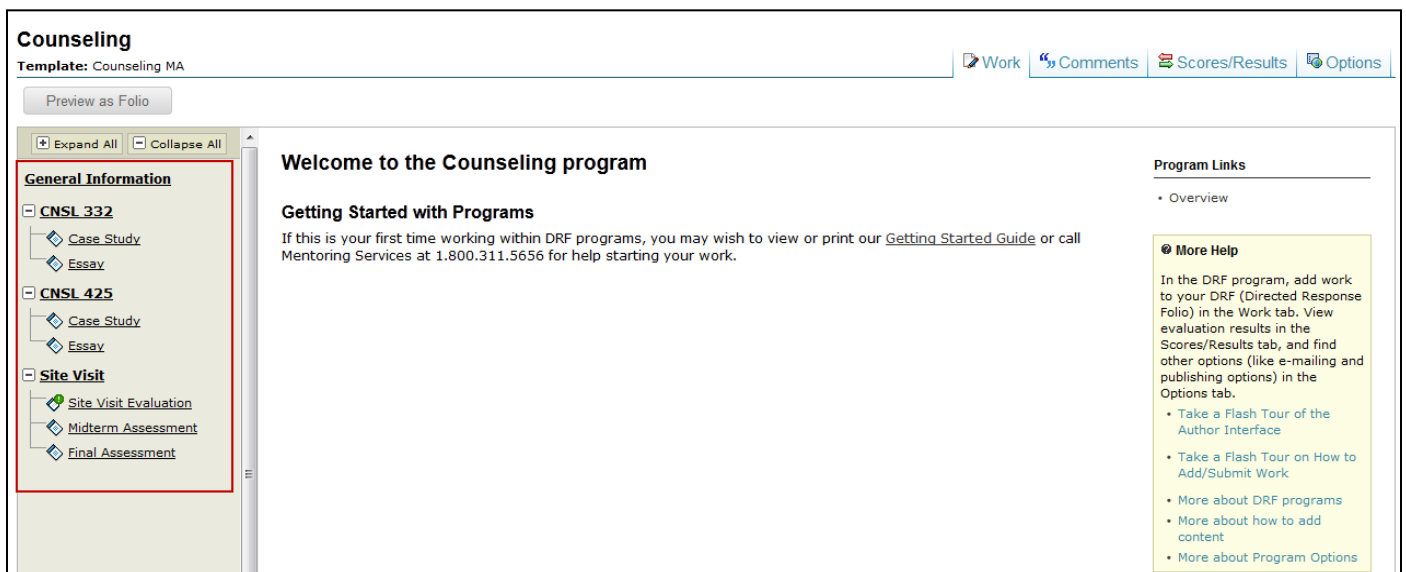 Counseling
Template: Counseling MA
Work
Comments
Scores/Results
Options
Preview as Folio
Expand All
Collapse All
General Information
CNSL 332
Case Study
Essay
CNSL 425
Case Study
Essay
Site Visit
Site Visit Evaluation
Midterm Assessment
Final Assessment
Welcome to the Counseling program
Getting Started with Programs
If this is your first time working within DRF programs, you may wish to view or print our Getting Started Guide or call
Mentoring Services at 1.800.311.5656 for help starting your work.
Program Links
• Overview
More Help
In the DRF program, add work
to your DRF (Directed Response
Folio) in the Work tab. View
evaluation results in the
Scores/Results tab, and find
other options (like e-mailing and
publishing options) in the
Options tab.
• Take a Flash Tour of the
Author Interface
• Take a Flash Tour on How to
Add/Submit Work
• More about DRF programs
• More about how to add
content
• More about Program Options